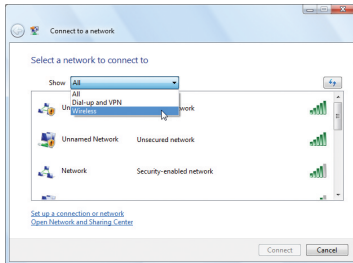 Connect to a network
Select a network to connect to
Show All
All
Dial-up and VPN
Wireless
Un work
Unnamed Network Unsecured network
Network Security-enabled network
Set up a connection or network
Open Network and Sharing Center
Connect Cancel